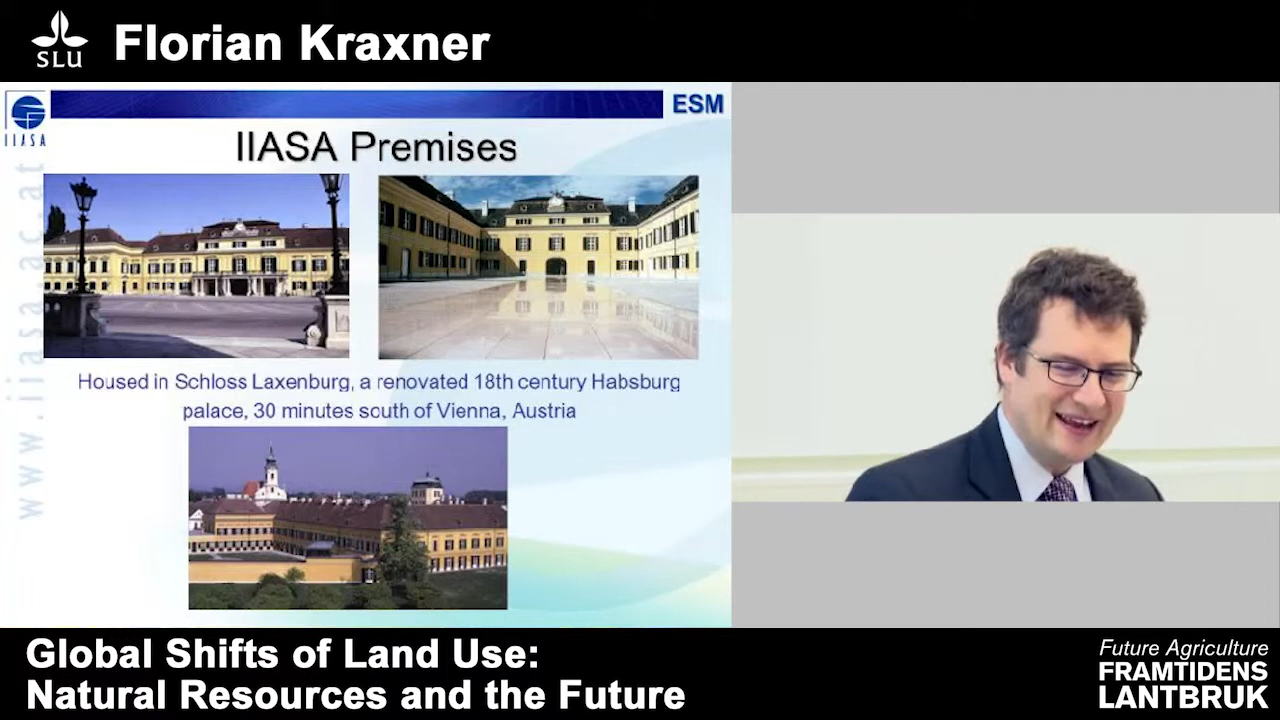 SLU
Florian Kraxner
IIASA
ESM
IIASA Premises
www.iiasa.ac.at
Housed in Schloss Laxenburg, a renovated 18th century Habsburg
palace, 30 minutes south of Vienna, Austria
Global Shifts of Land Use:
Natural Resources and the Future
Future Agriculture
FRAMTIDENS
LANTBRUK